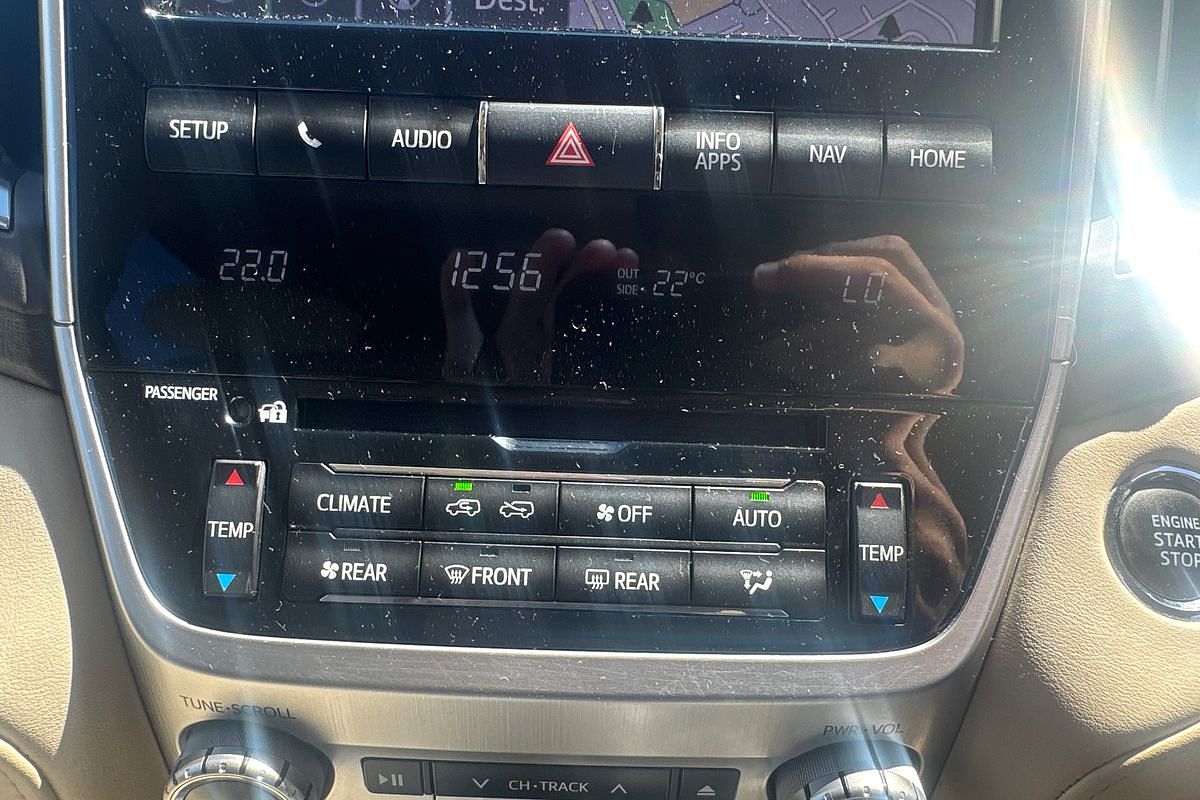 Dest.
SETUP
AUDIO
INFO
APPS
NAV
HOME
22.0
12:56
OUT
SIDE
22°C
LO
PASSENGER
TEMP
CLIMATE
OFF
AUTO
TEMP
REAR
FRONT
REAR
ENGINE
START
STOP
TUNE•SCROLL
PWR•VOL
CH•TRACK